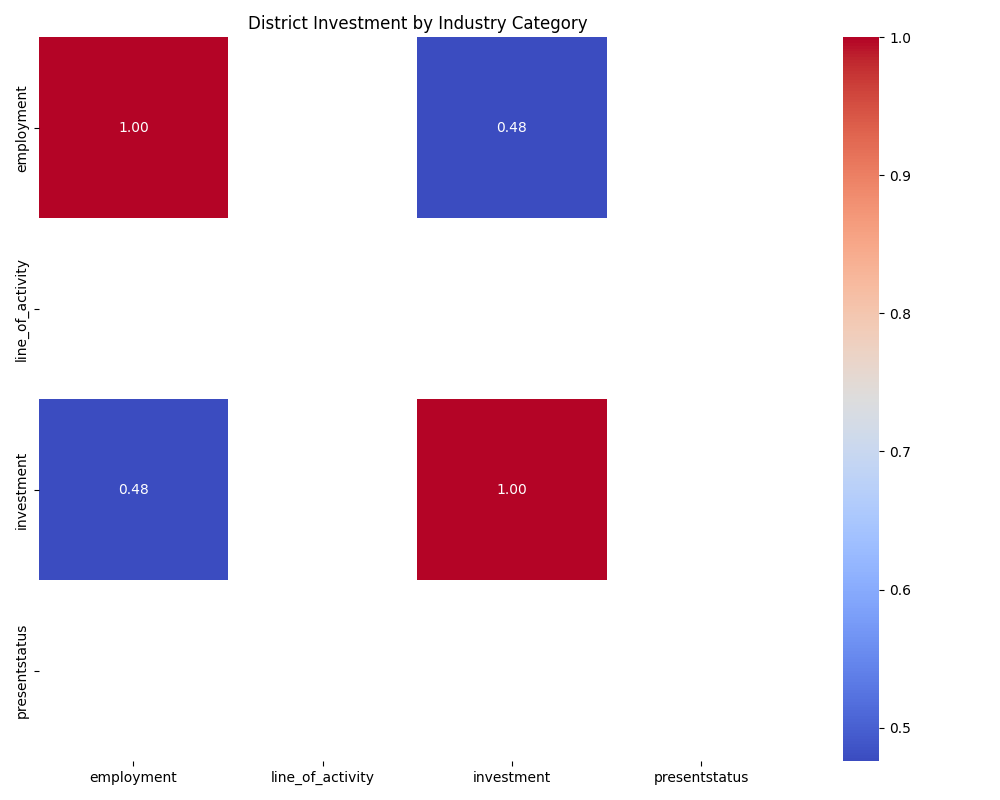 District Investment by Industry Category
employment
line_of_activity
investment
presentstatus
1.00
0.48
0.48
1.00
employment
line_of_activity
investment
presentstatus
1.0
0.9
0.8
0.7
0.6
0.5